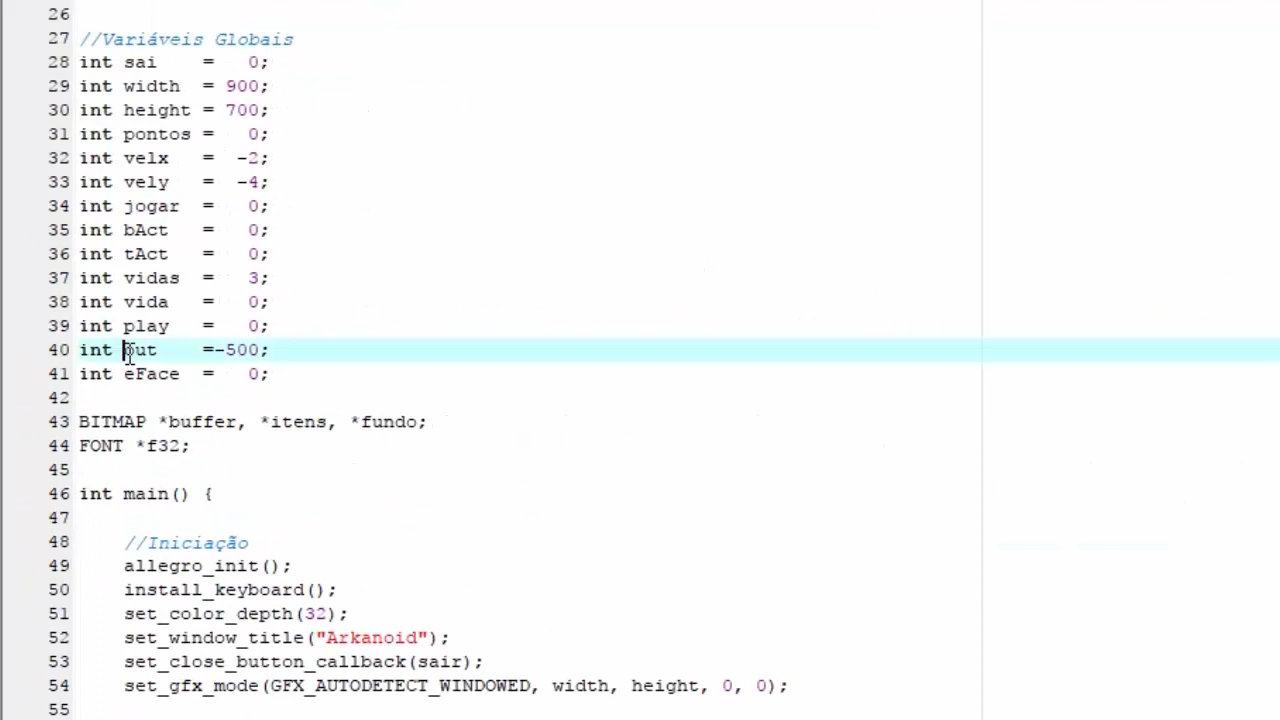 26
27 //Variáveis Globais
28 int sai    =   0;
29 int width  = 900;
30 int height = 700;
31 int pontos =   0;
32 int velx   =  -2;
33 int vely   =  -4;
34 int jogar  =   0;
35 int bAct   =   0;
36 int tAct   =   0;
37 int vidas  =   3;
38 int vida   =   0;
39 int play   =   0;
40 int out    =-500;
41 int eFace  =   0;
42
43 BITMAP *buffer, *itens, *fundo;
44 FONT *f32;
45
46 int main() {
47
48     //Iniciação
49     allegro_init();
50     install_keyboard();
51     set_color_depth(32);
52     set_window_title("Arkanoid");
53     set_close_button_callback(sair);
54     set_gfx_mode(GFX_AUTODETECT_WINDOWED, width, height, 0, 0);
55